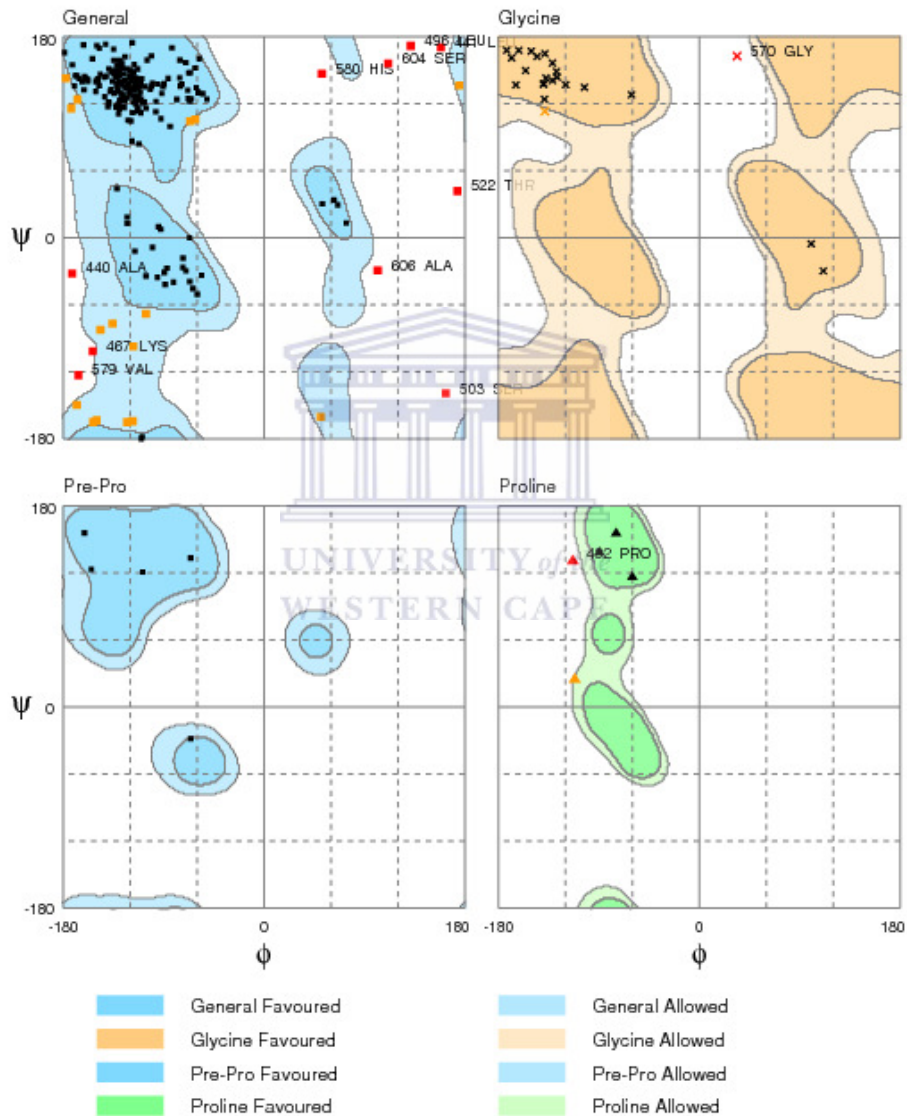 General
Glycine
180
496 LEU
604 SER
580 HIS
570 GLY
522 THR
ψ
0
440 ALA
606 ALA
467 LYS
579 VAL
503 SER
-180
Pre-Pro
Proline
180
492 PRO
UNIVERSITY of the
WESTERN CAPE
ψ
0
-180
-180
0
180
-180
0
180
ϕ
ϕ
General Favoured
General Allowed
Glycine Favoured
Glycine Allowed
Pre-Pro Favoured
Pre-Pro Allowed
Proline Favoured
Proline Allowed